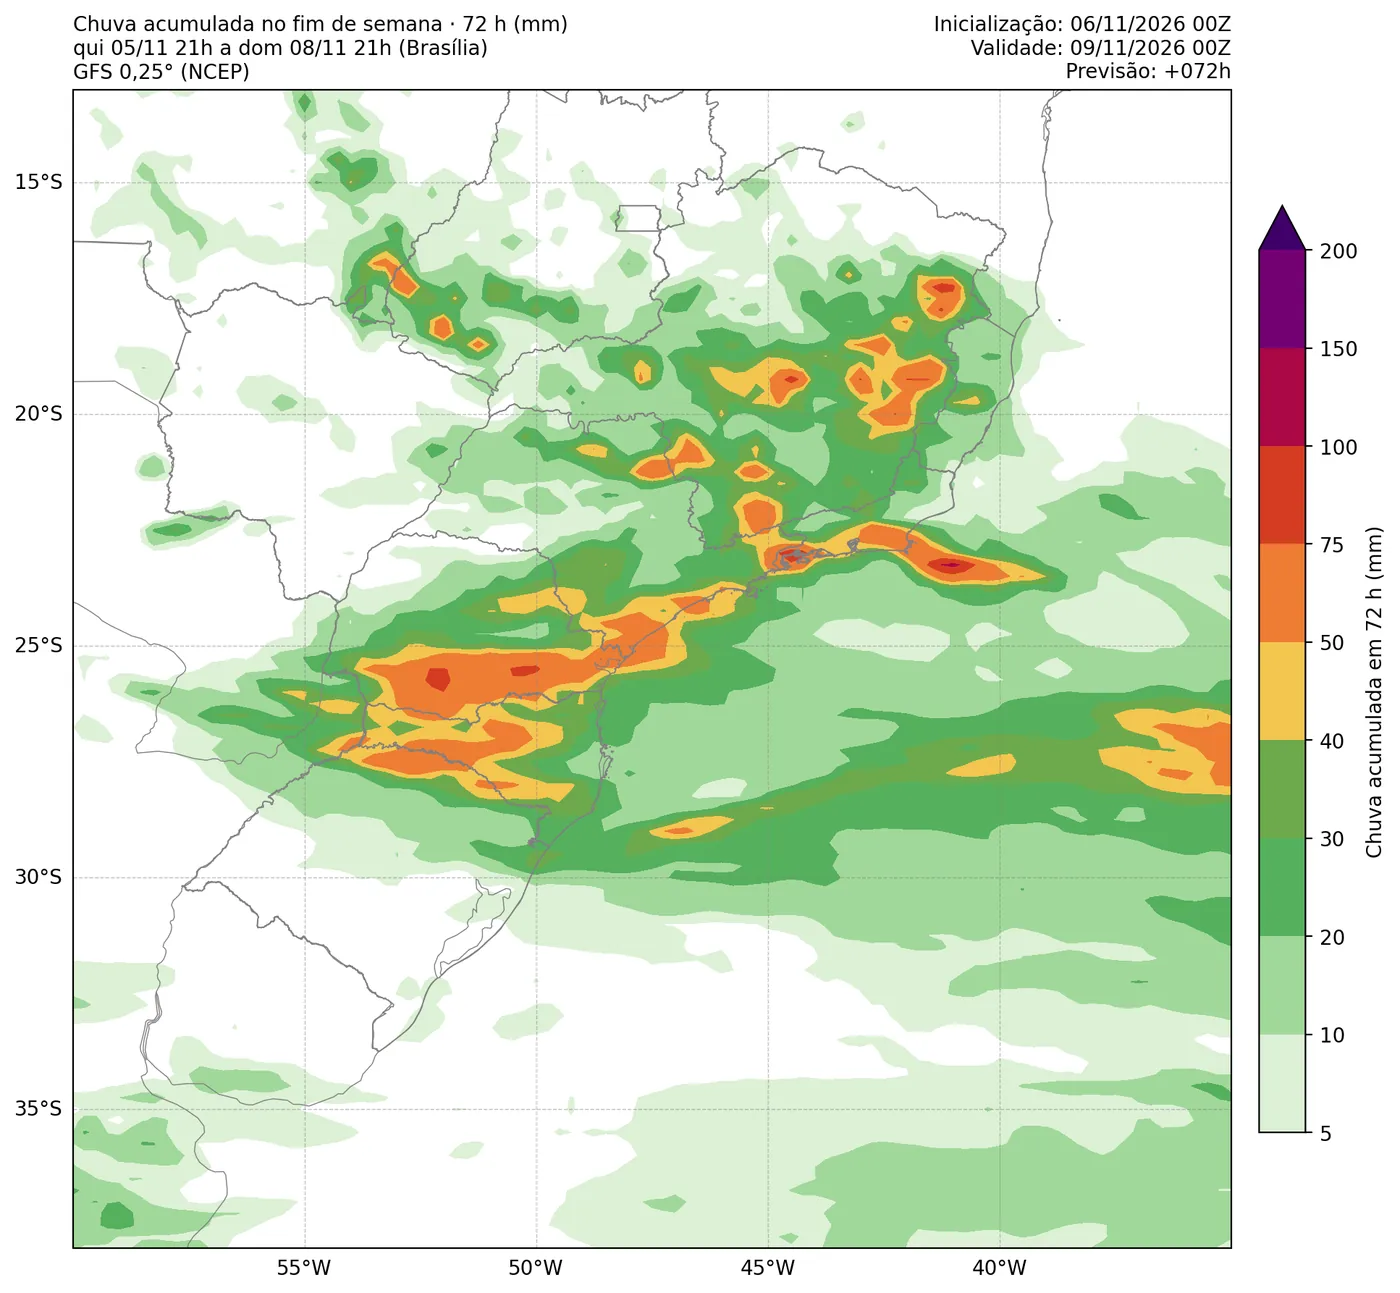 Chuva acumulada no fim de semana · 72 h (mm)
qui 05/11 21h a dom 08/11 21h (Brasília)
GFS 0,25° (NCEP)
Inicialização: 06/11/2026 00Z
Validade: 09/11/2026 00Z
Previsão: +072h
15°S
20°S
25°S
30°S
35°S
55°W
50°W
45°W
40°W
200
150
100
75
50
40
30
20
10
5
Chuva acumulada em 72 h (mm)